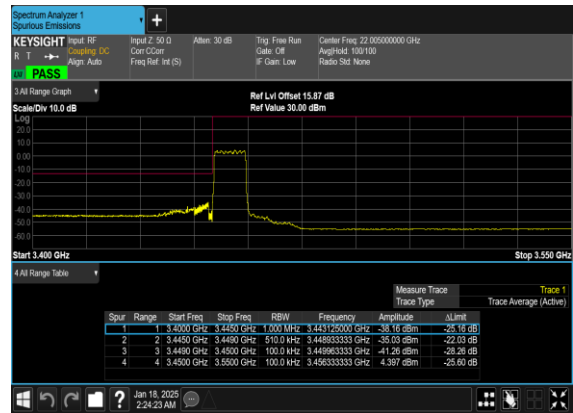 Spectrum Analyzer 1
Spurious Emissions
KEYSIGHT Input: RF Input Z: 50 Ω Atten: 30 dB Trig: Free Run Center Freq: 22.005000000 GHz
R T Coupling: DC Corr CCorr Gate: Off Avg|Hold: 100/100
Align: Auto Freq Ref: Int (S) IF Gain: Low Radio Std: None
LXI PASS
3 All Range Graph
Ref Lvl Offset 15.87 dB
Scale/Div 10.0 dB Ref Value 30.00 dBm
Log
20.0
10.0
0.00
-10.0
-20.0
-30.0
-40.0
-50.0
-60.0
Start 3.400 GHz Stop 3.550 GHz
4 All Range Table
Measure Trace Trace 1
Trace Type Trace Average (Active)
Spur Range Start Freq Stop Freq RBW Frequency Amplitude ΔLimit
1 1 3.4000 GHz 3.4450 GHz 1.000 MHz 3.443125000 GHz -38.16 dBm -25.16 dB
2 2 3.4450 GHz 3.4490 GHz 510.0 kHz 3.448933333 GHz -35.03 dBm -22.03 dB
3 3 3.4490 GHz 3.4500 GHz 100.0 kHz 3.449963333 GHz -41.26 dBm -28.26 dB
4 4 3.4500 GHz 3.5500 GHz 100.0 kHz 3.456333333 GHz 4.397 dBm -25.60 dB
?
Jan 18, 2025
2:24:23 AM